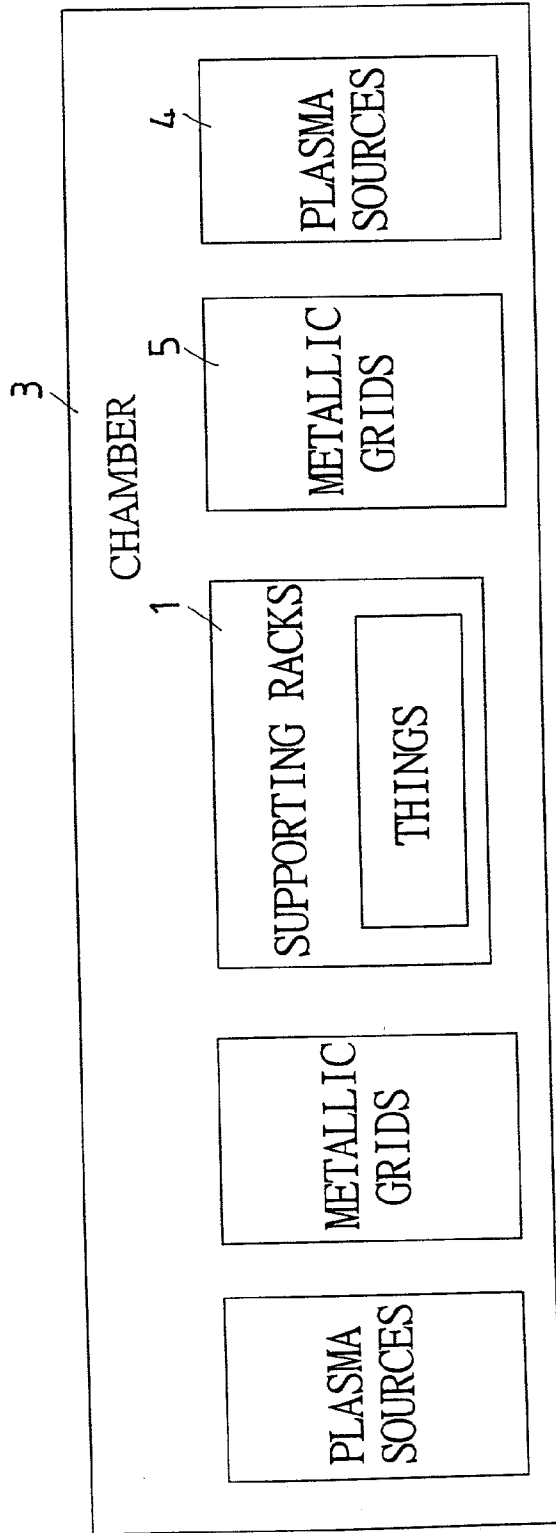 3
CHAMBER
PLASMA
SOURCES
METALLIC
GRIDS
1
SUPPORTING RACKS
THINGS
5
METALLIC
GRIDS
4
PLASMA
SOURCES